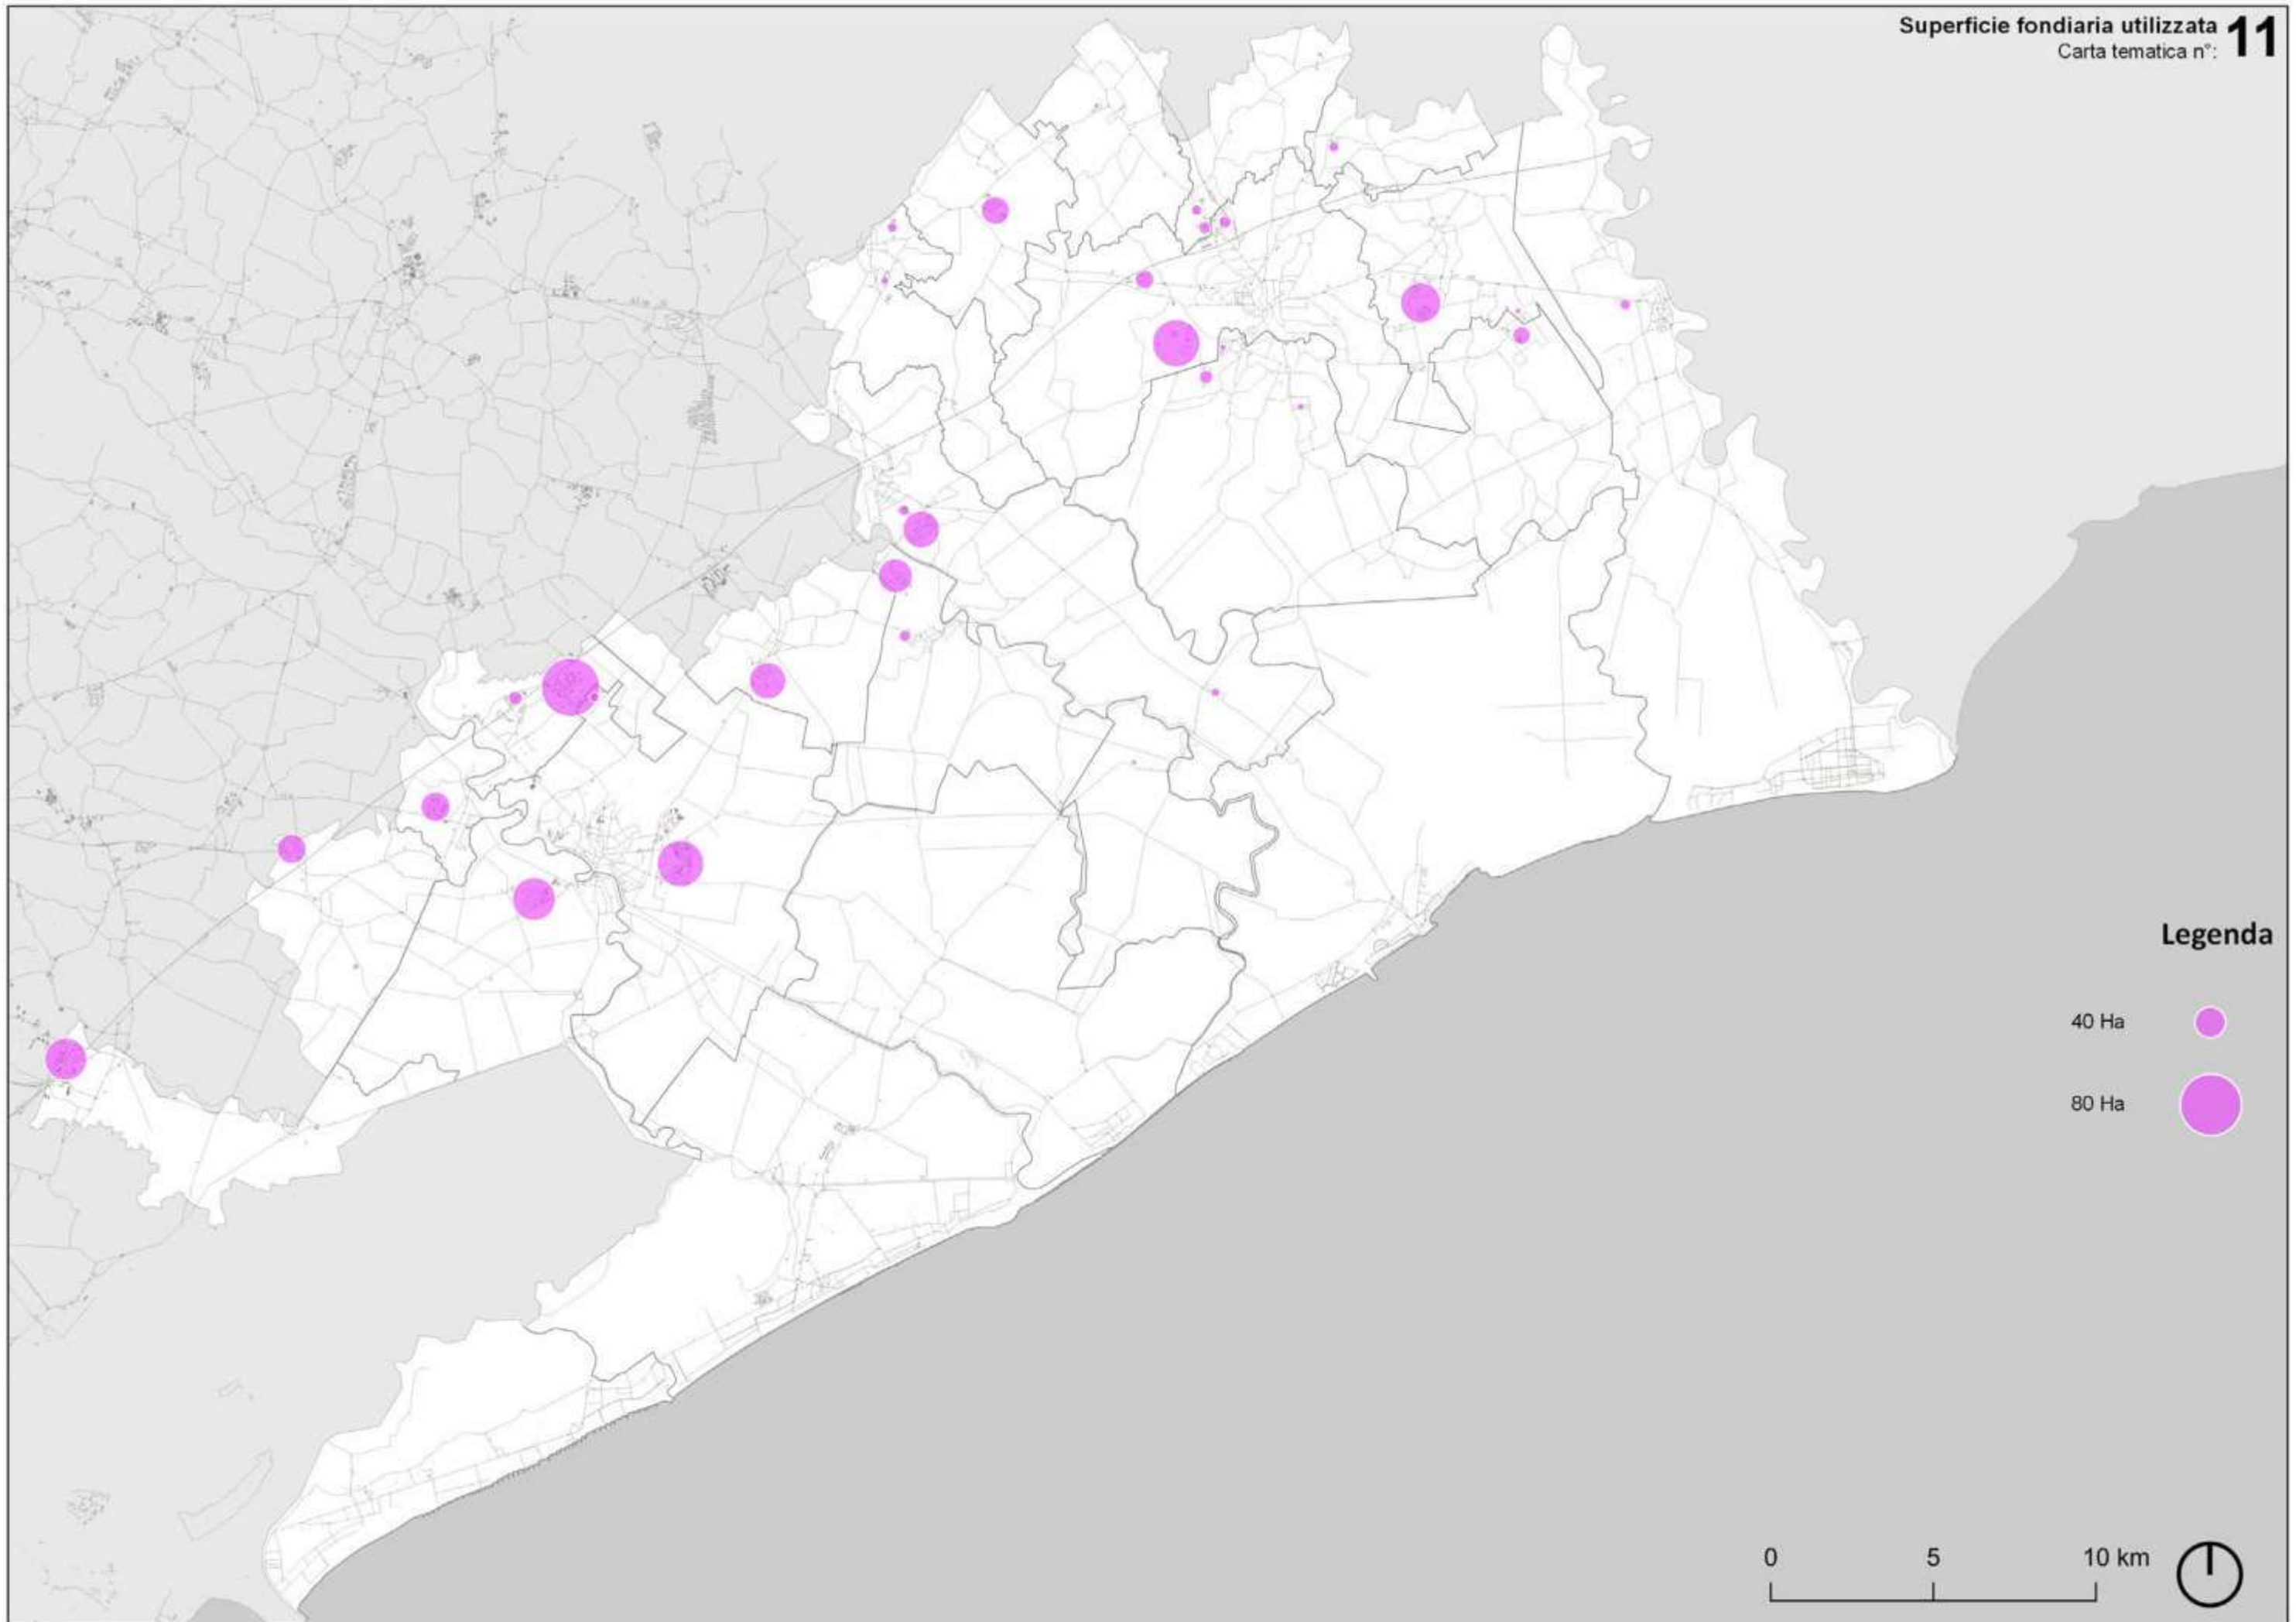 Superficie fondiaria utilizzata
Carta tematica n°:
11
Legenda
40 Ha
80 Ha
0 5 10 km